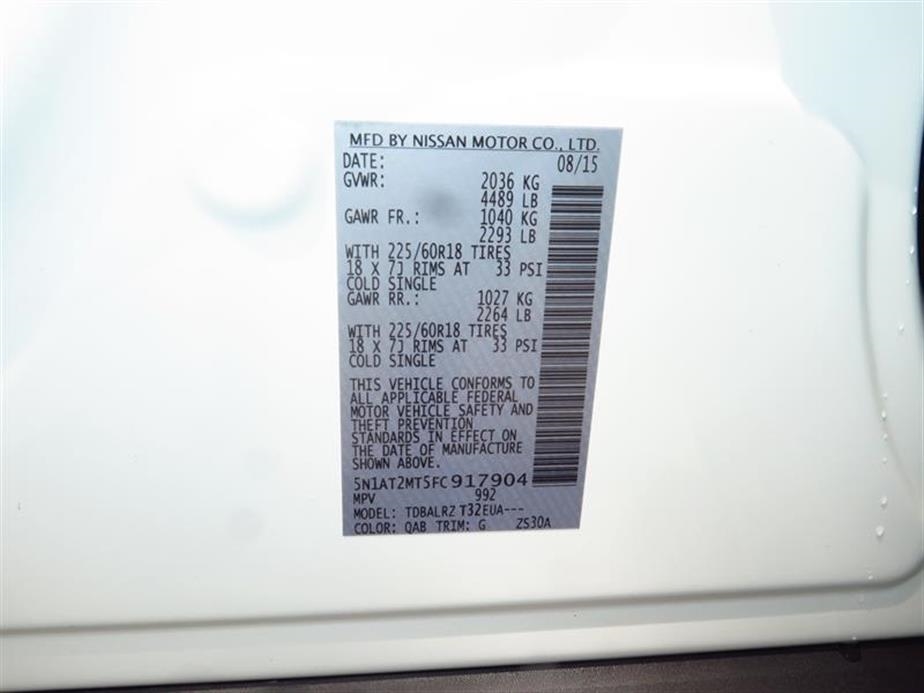 MFD BY NISSAN MOTOR CO., LTD.
DATE: 08/15
GVWR: 2036 KG
4489 LB
GAWR FR.: 1040 KG
2293 LB
WITH 225/60R18 TIRES
18 X 7J RIMS AT 33 PSI
COLD SINGLE
GAWR RR.: 1027 KG
2264 LB
WITH 225/60R18 TIRES
18 X 7J RIMS AT 33 PSI
COLD SINGLE
THIS VEHICLE CONFORMS TO
ALL APPLICABLE FEDERAL
MOTOR VEHICLE SAFETY AND
THEFT PREVENTION
STANDARDS IN EFFECT ON
THE DATE OF MANUFACTURE
SHOWN ABOVE.
5N1AT2MT5FC917904
MPV 992
MODEL: TDBALRZ T32EUA---
COLOR: QAB TRIM: G ZS30A